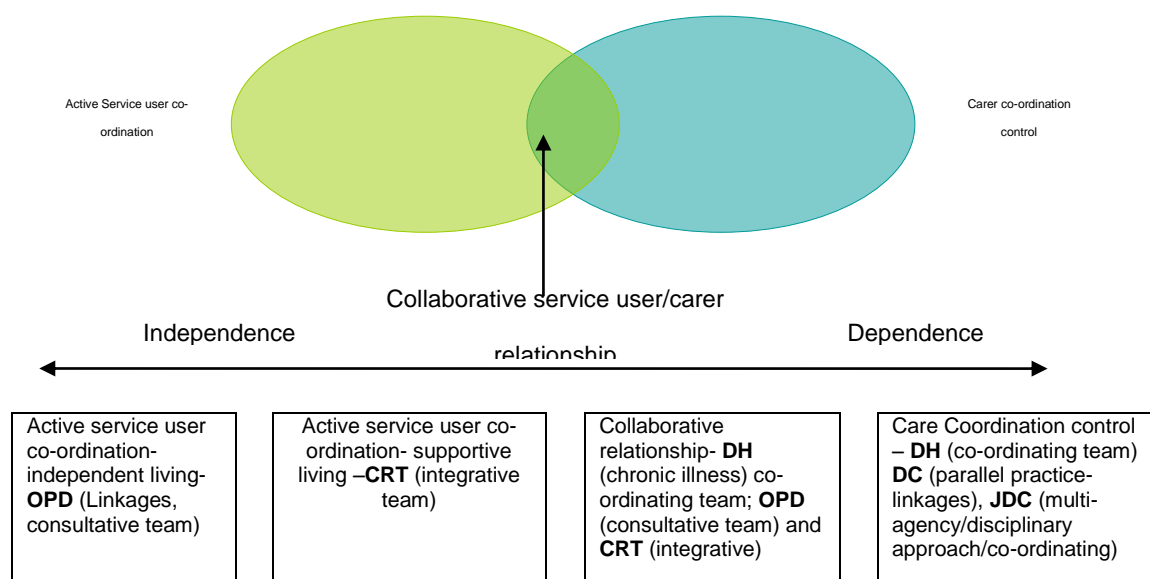 Active Service user co-
ordination
Carer co-ordination
control
Collaborative service user/carer
relationship
Independence
Dependence
Active service user
co-ordination-
independent living-
OPD (Linkages,
consultative team)
Active service user co-
ordination- supportive
living –CRT (integrative
team)
Collaborative
relationship- DH
(chronic illness) co-
ordinating team; OPD
(consultative team) and
CRT (integrative)
Care Coordination control
– DH (co-ordinating team)
DC (parallel practice-
linkages), JDC (multi-
agency/disciplinary
approach/co-ordinating)